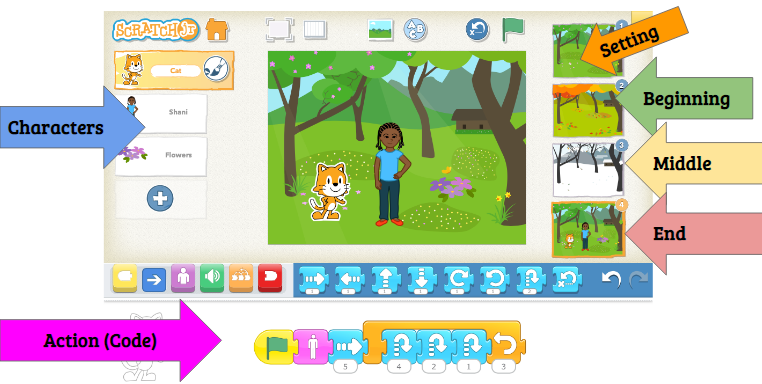 SCRATCHJr
ABC
1
Setting
Cat
2
Beginning
Characters
Shani
3
Middle
Flowers
4
End
Action (Code)
5 4 2 1 3